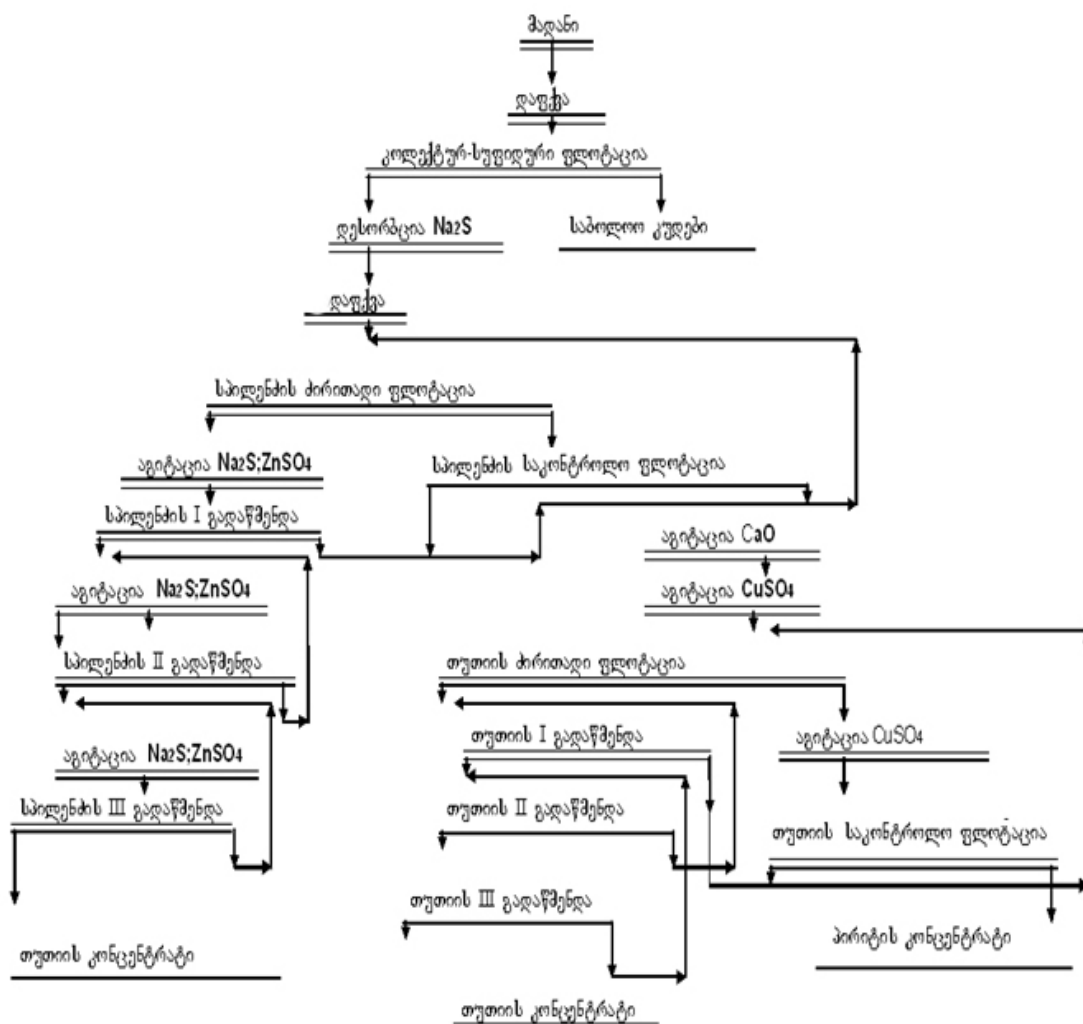 მადანი
დაფქვა
კოლექტურ-სუფიდური ფლოტაცია
დესორბცია Na2S
საბოლოო კუდები
დაფქვა
სპილენძის ძირითადი ფლოტაცია
აგიტაცია Na2S;ZnSO4
სპილენძის საკონტროლო ფლოტაცია
სპილენძის I გადაწმენდა
აგიტაცია CaO
აგიტაცია Na2S;ZnSO4
აგიტაცია CuSO4
სპილენძის II გადაწმენდა
თუთიის ძირითადი ფლოტაცია
თუთიის I გადაწმენდა
აგიტაცია CuSO4
აგიტაცია Na2S;ZnSO4
სპილენძის III გადაწმენდა
თუთიის II გადაწმენდა
თუთიის საკონტროლო ფლოტაცია
თუთიის III გადაწმენდა
პირიტის კონცენტრატი
თუთიის კონცენტრატი
თუთიის კონცენტრატი